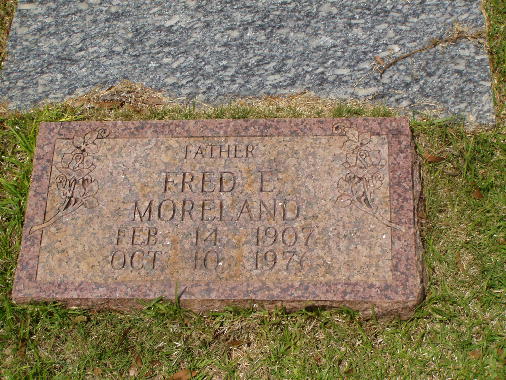 FATHER
FRED E.
MORELAND
FEB. 14 1907
OCT. 10, 1976